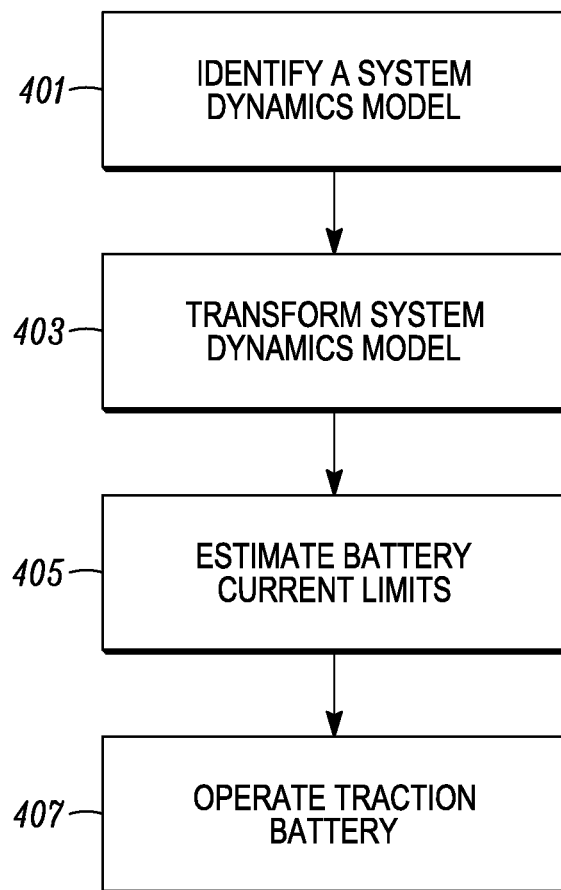 401
IDENTIFY A SYSTEM
DYNAMICS MODEL
403
TRANSFORM SYSTEM
DYNAMICS MODEL
405
ESTIMATE BATTERY
CURRENT LIMITS
407
OPERATE TRACTION
BATTERY